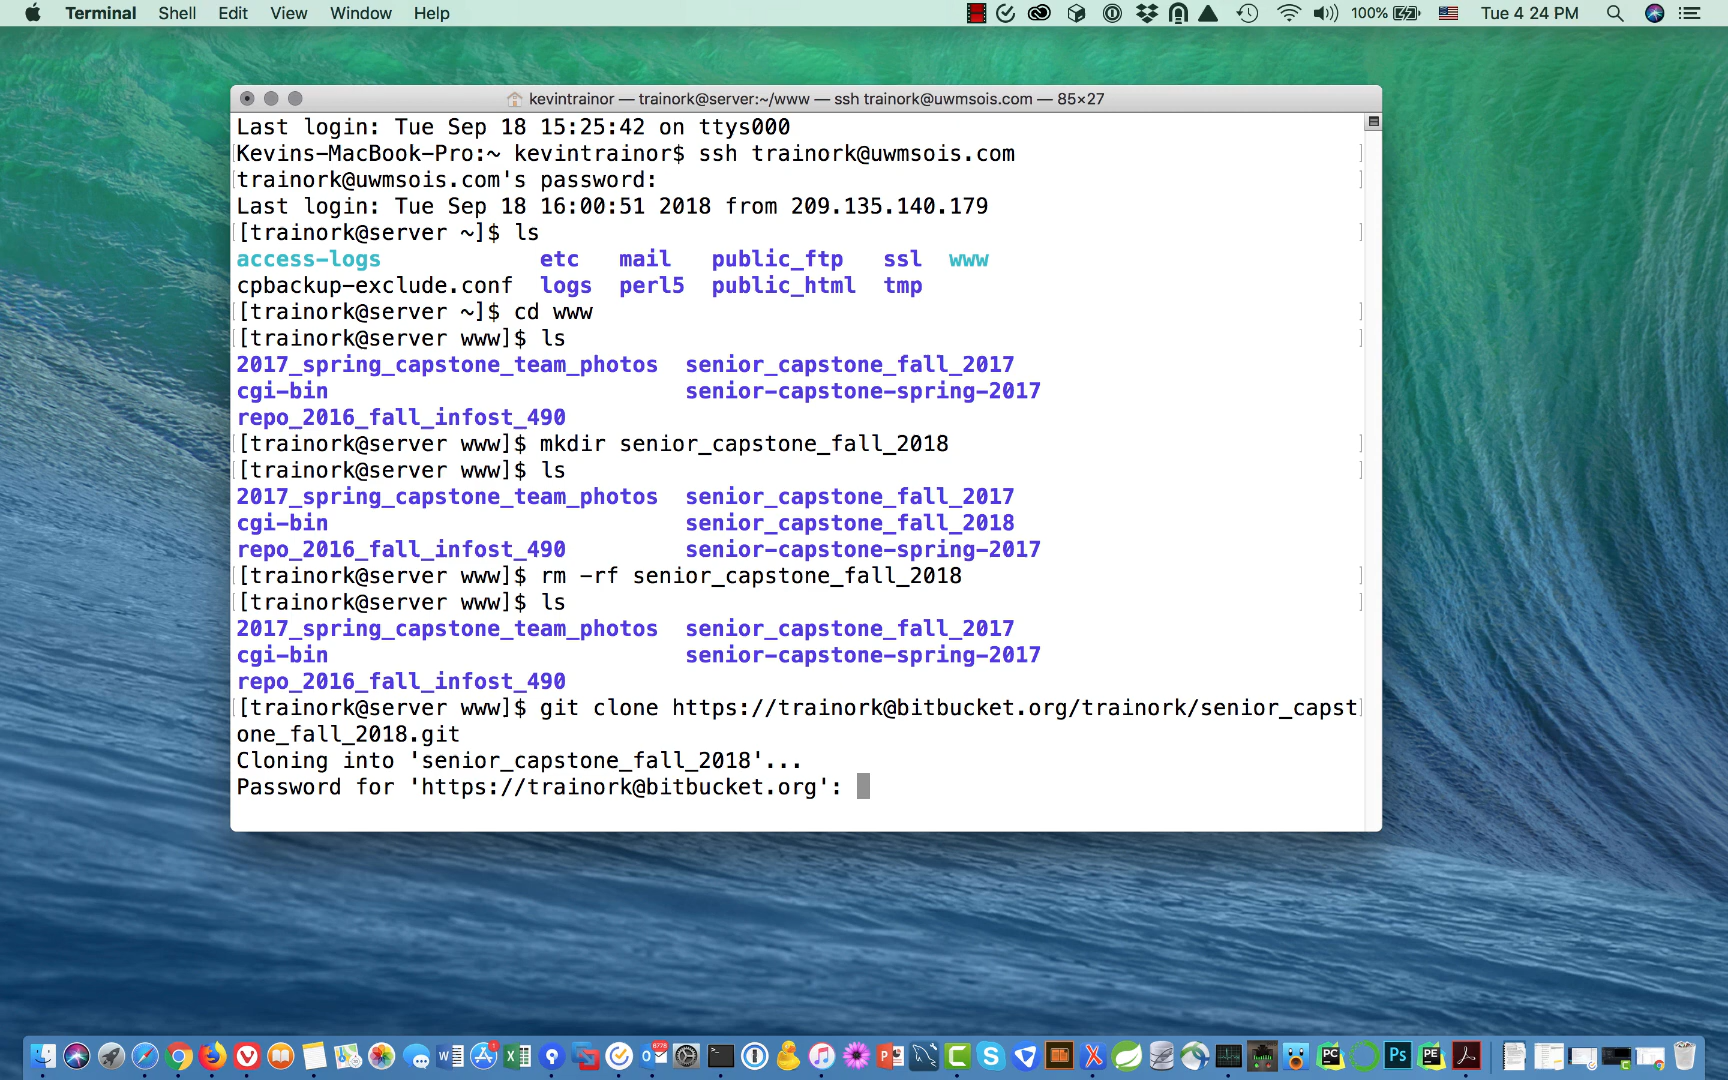 Terminal Shell Edit View Window Help 100% Tue 4 24 PM
kevintrainor — trainork@server:~/www — ssh trainork@uwmsois.com — 85×27
Last login: Tue Sep 18 15:25:42 on ttys000
[Kevins-MacBook-Pro:~ kevintrainor$ ssh trainork@uwmsois.com ]
[trainork@uwmsois.com's password: ]
Last login: Tue Sep 18 16:00:51 2018 from 209.135.140.179
[[trainork@server ~]$ ls ]
access-logs etc mail public_ftp ssl www
cpbackup-exclude.conf logs perl5 public_html tmp
[[trainork@server ~]$ cd www ]
[[trainork@server www]$ ls ]
2017_spring_capstone_team_photos senior_capstone_fall_2017
cgi-bin senior-capstone-spring-2017
repo_2016_fall_infost_490
[[trainork@server www]$ mkdir senior_capstone_fall_2018 ]
[[trainork@server www]$ ls ]
2017_spring_capstone_team_photos senior_capstone_fall_2017
cgi-bin senior_capstone_fall_2018
repo_2016_fall_infost_490 senior-capstone-spring-2017
[[trainork@server www]$ rm -rf senior_capstone_fall_2018 ]
[[trainork@server www]$ ls ]
2017_spring_capstone_team_photos senior_capstone_fall_2017
cgi-bin senior-capstone-spring-2017
repo_2016_fall_infost_490
[[trainork@server www]$ git clone https://trainork@bitbucket.org/trainork/senior_capst]
one_fall_2018.git
Cloning into 'senior_capstone_fall_2018'...
Password for 'https://trainork@bitbucket.org':